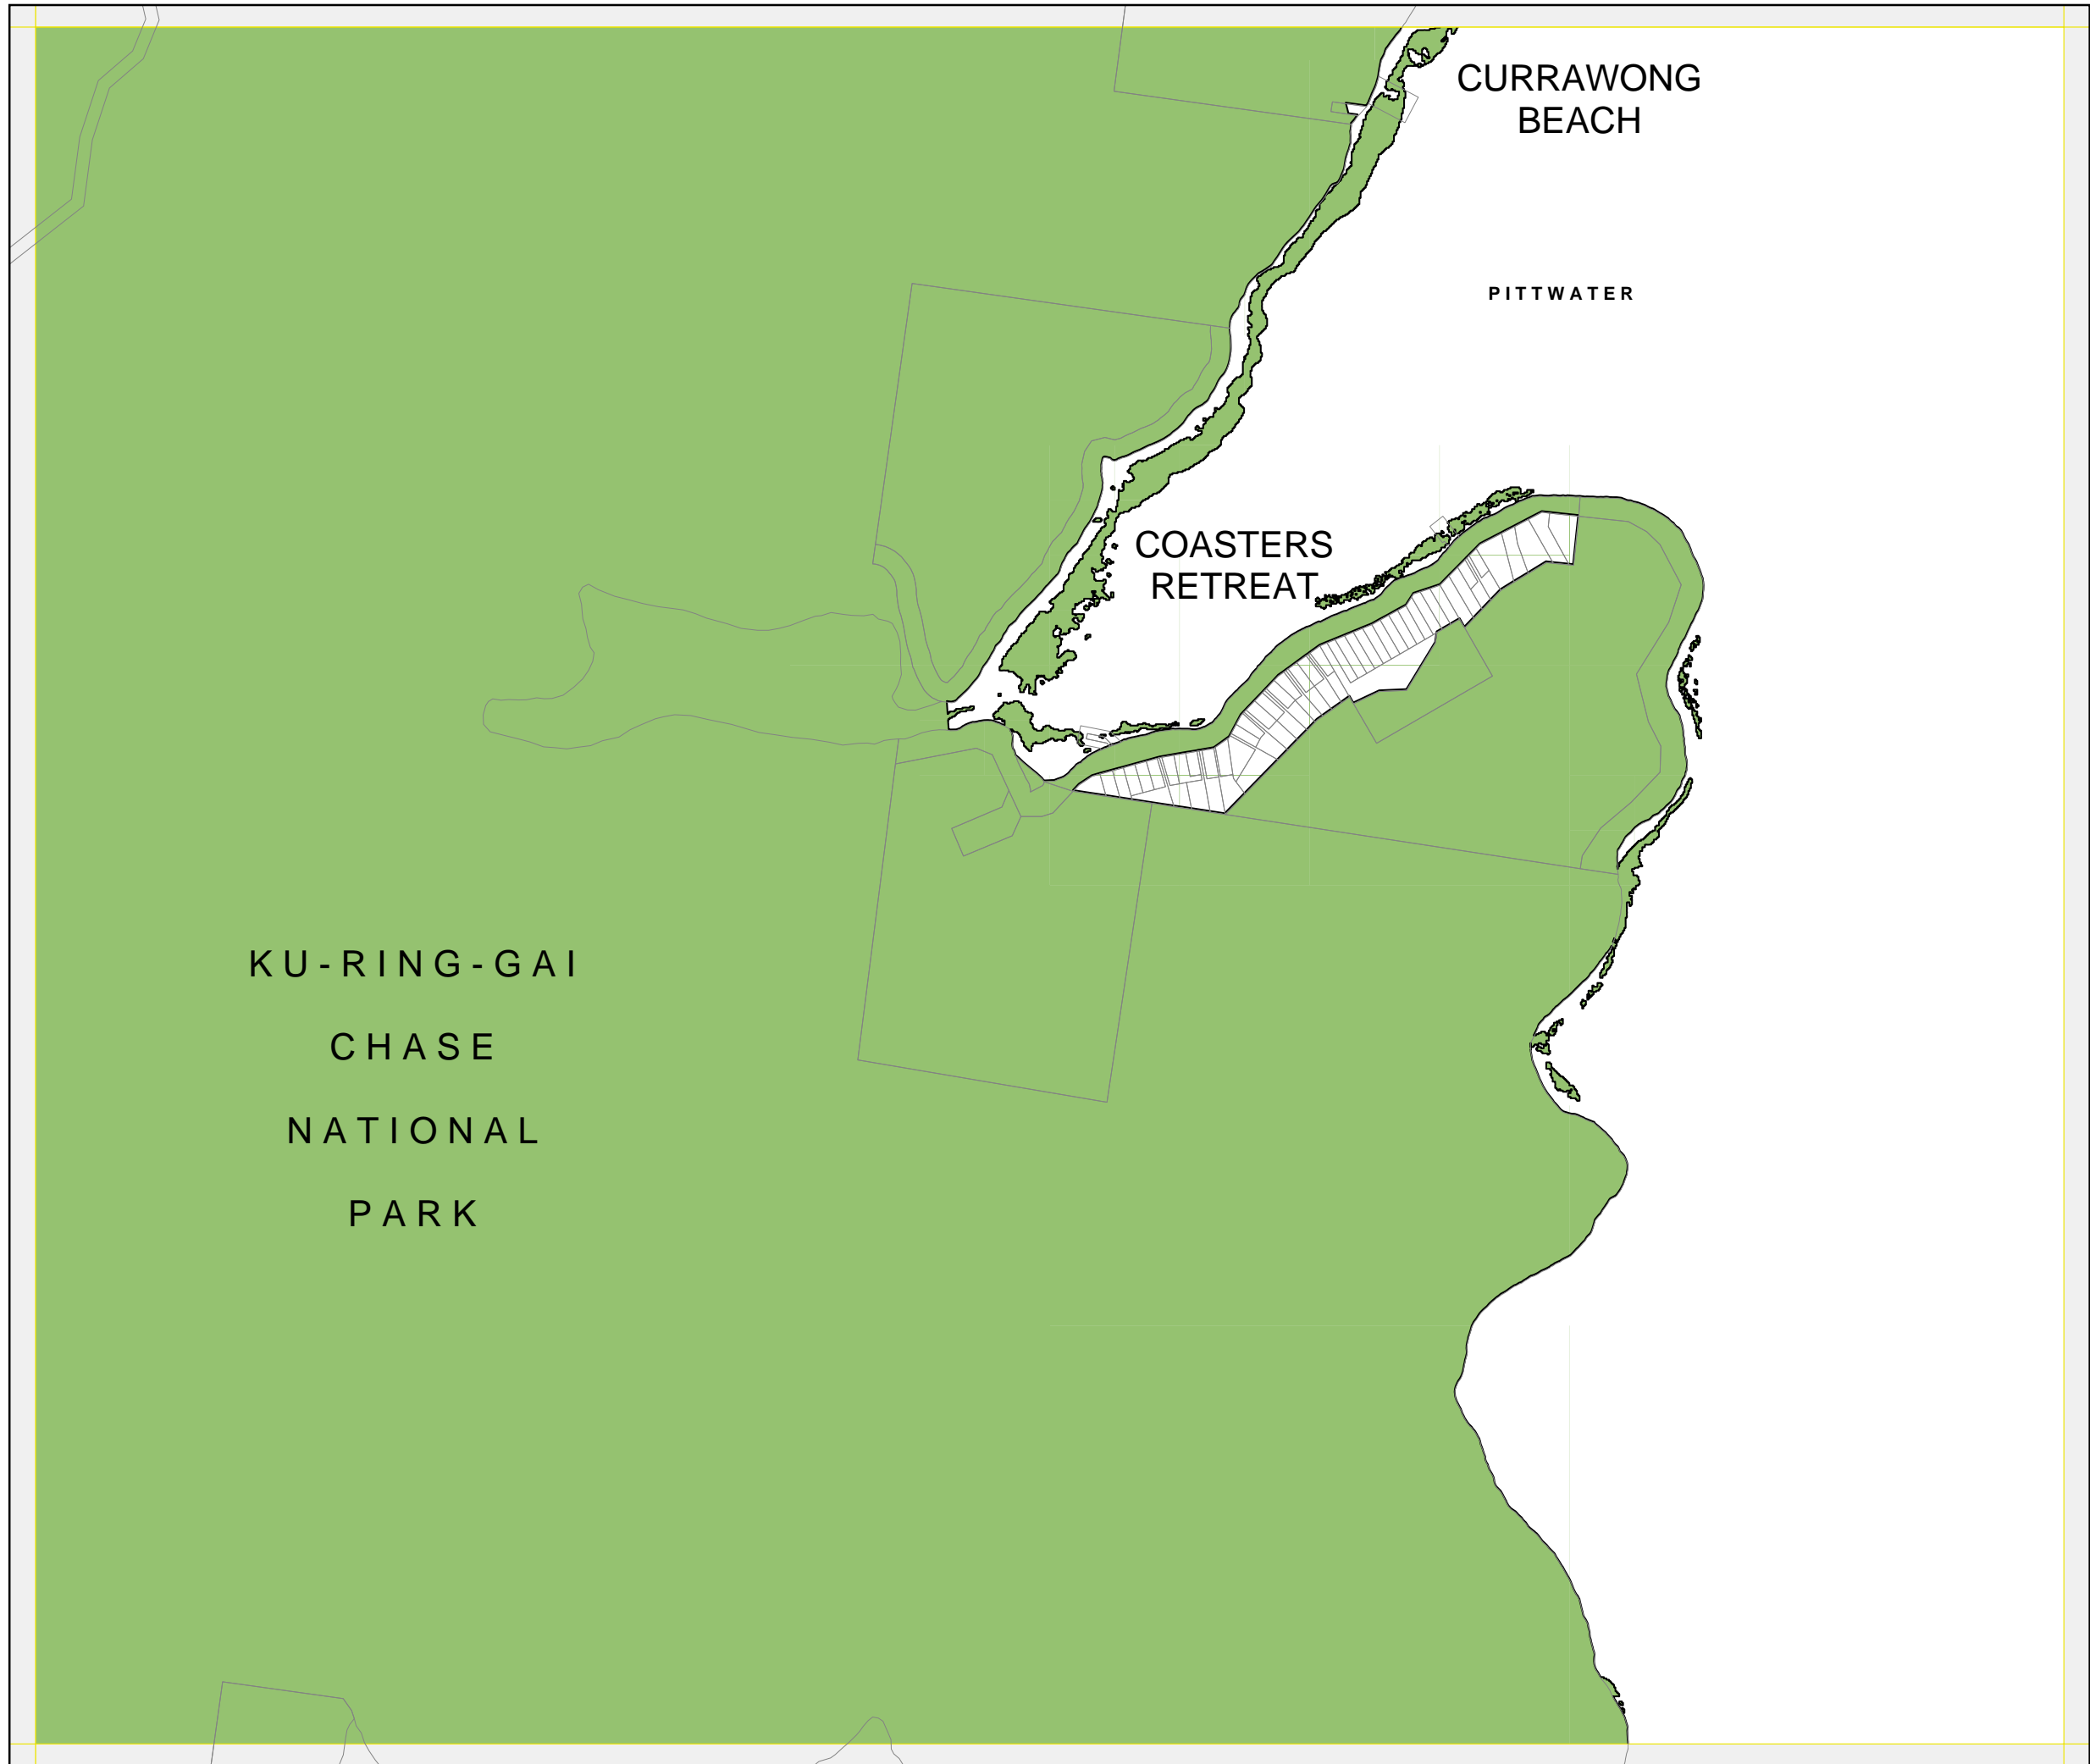 CURRAWONG
BEACH
PITTWATER
COASTERS
RETREAT
KU-RING-GAI
CHASE
NATIONAL
PARK